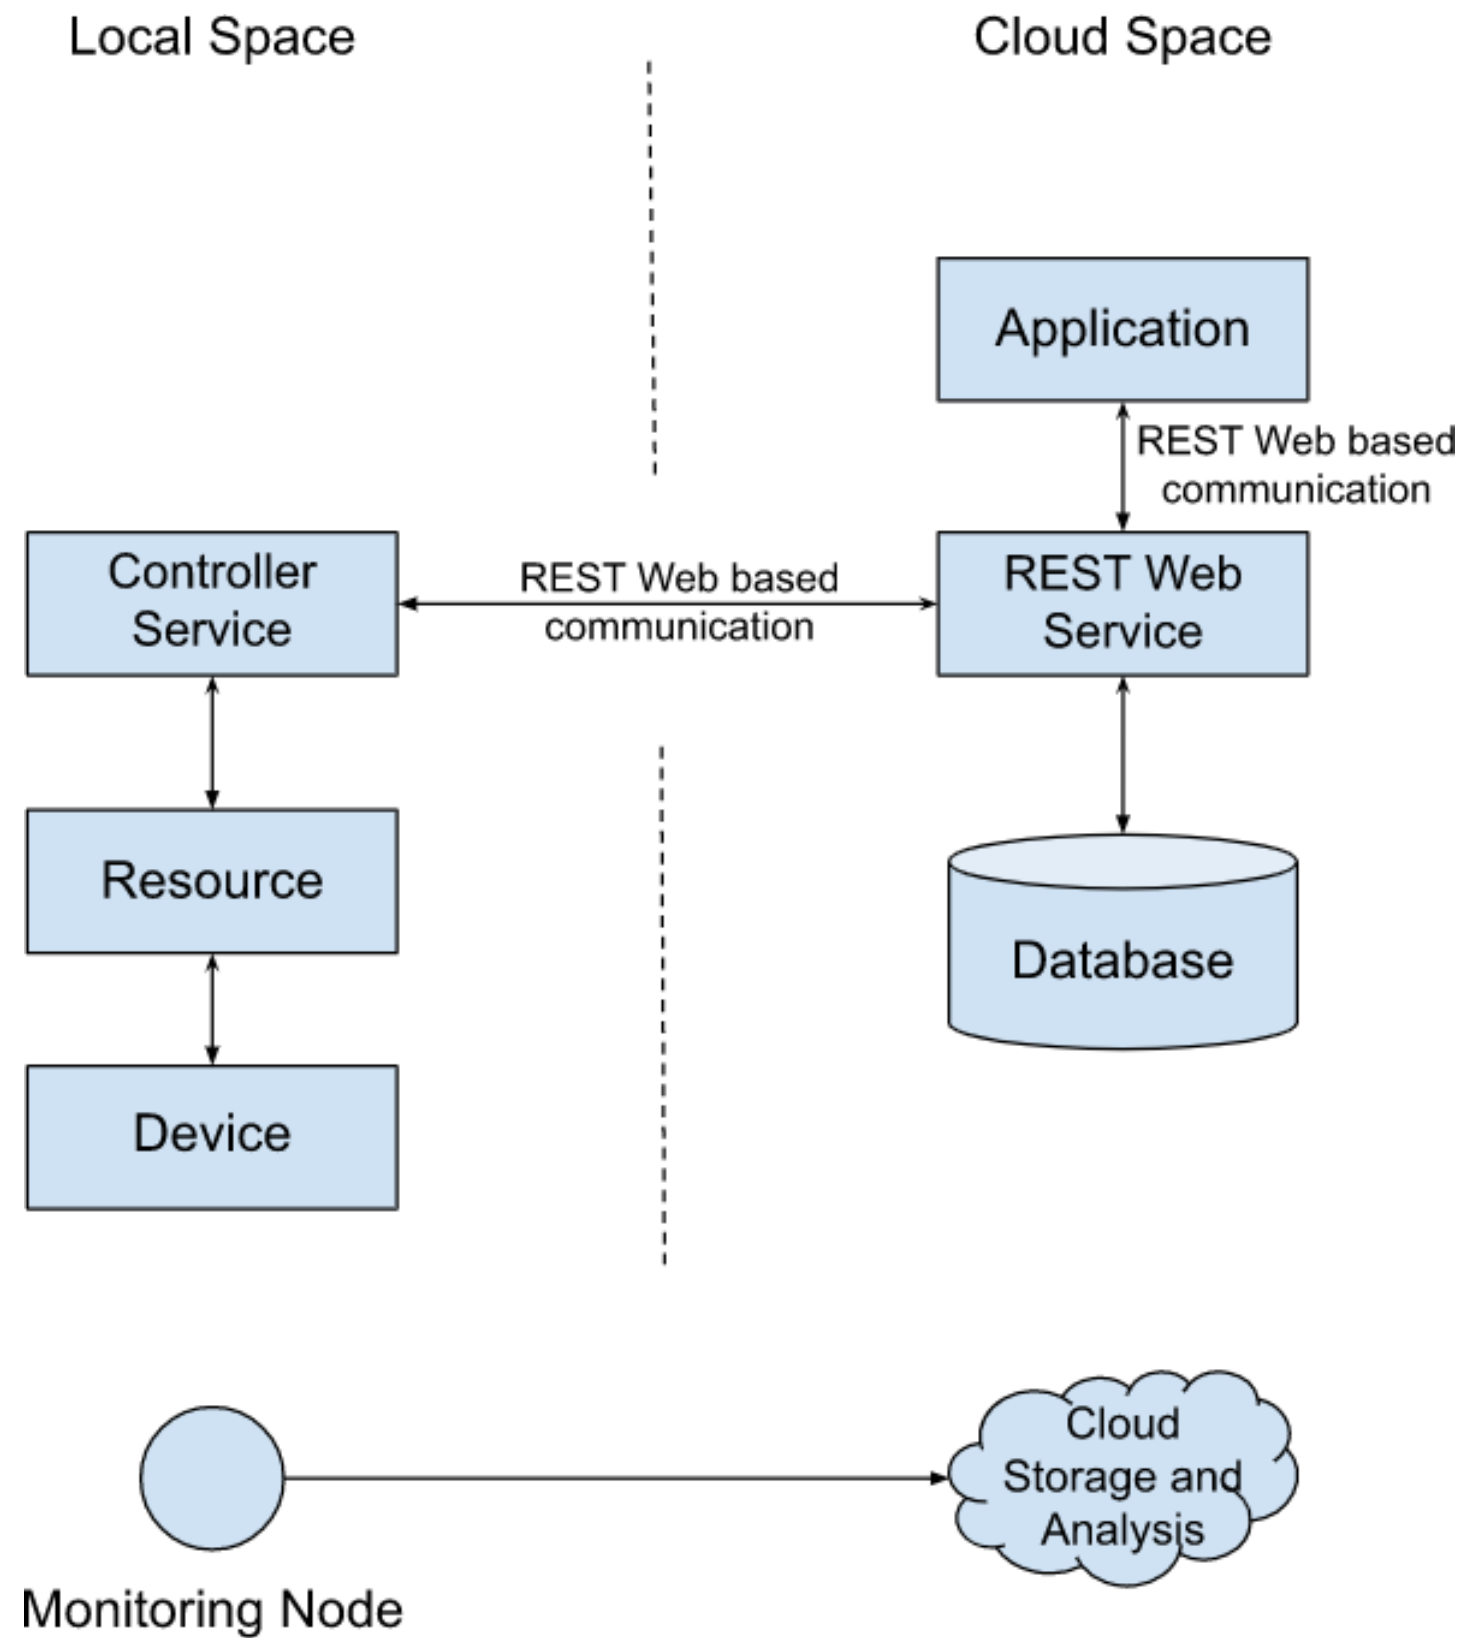 Local Space
Cloud Space
Application
REST Web based
communication
Controller
Service
REST Web based
communication
REST Web
Service
Resource
Database
Device
Cloud
Storage and
Analysis
Monitoring Node